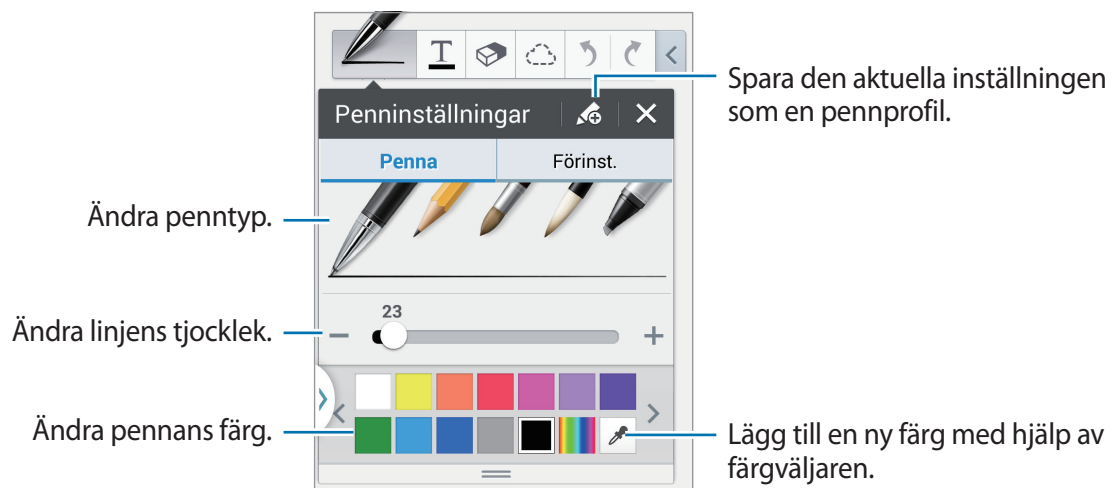 T
Penninställningar
Spara den aktuella inställningen
som en pennprofil.
Penna Förinst.
Ändra penntyp.
23
Ändra linjens tjocklek.
Ändra pennans färg.
Lägg till en ny färg med hjälp av
färgväljaren.